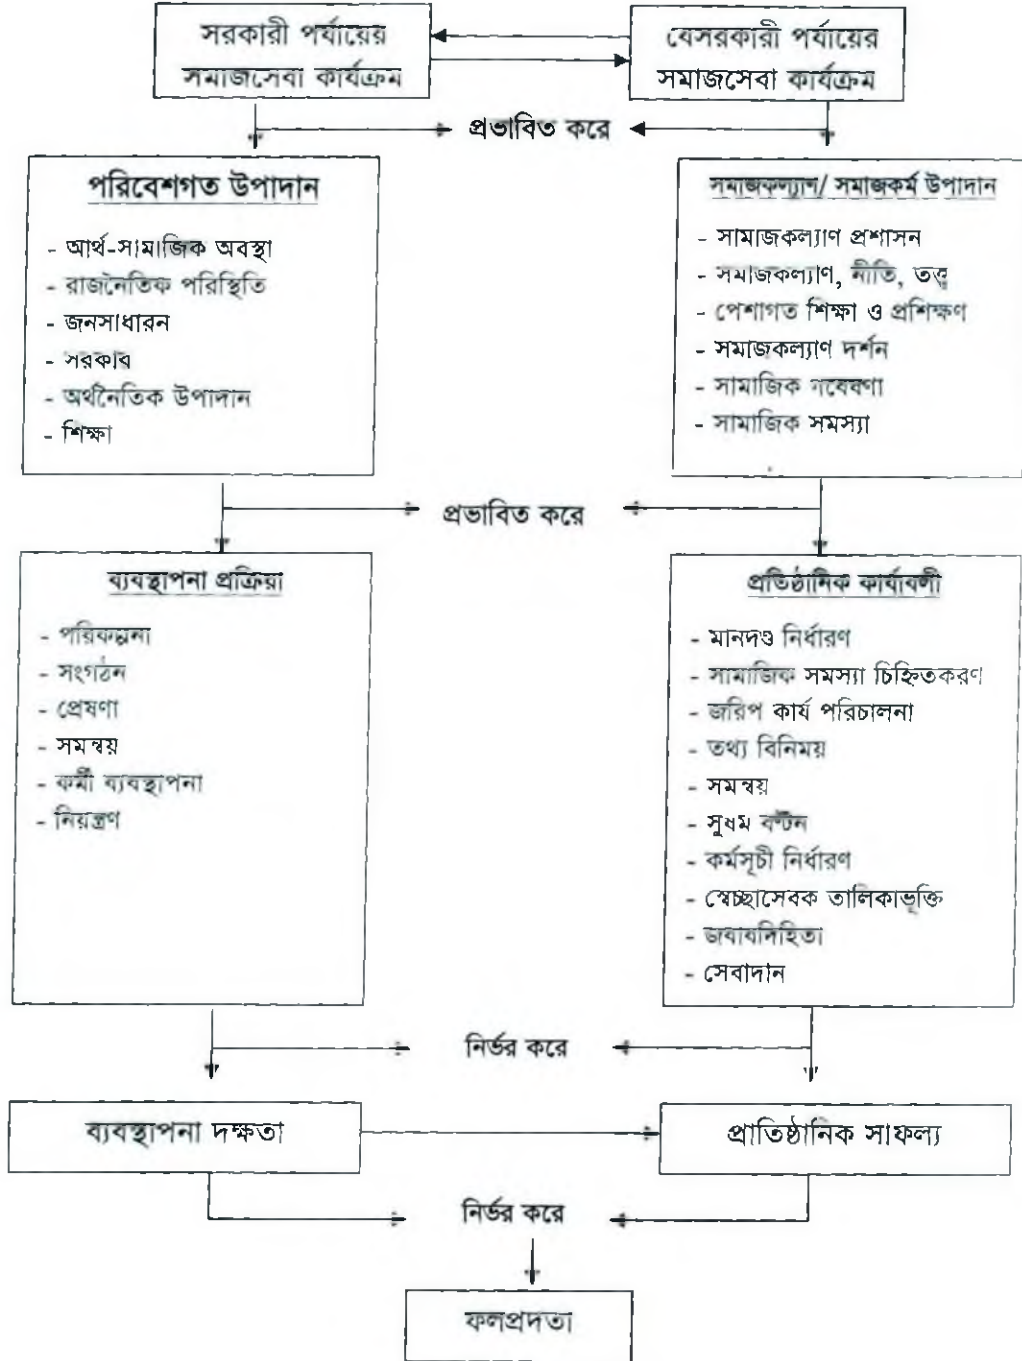 সরকারী পর্যায়ের
সমাজসেবা কার্যক্রম
বেসরকারী পর্যায়ের
সমাজসেবা কার্যক্রম
প্রভাবিত করে
পরিবেশগত উপাদান
- আর্থ-সামাজিক অবস্থা
- রাজনৈতিক পরিস্থিতি
- জনসাধারন
- সরকার
- অর্থনৈতিক উপাদান
- শিক্ষা
সমাজকল্যাণ/ সমাজকর্ম উপাদান
- সামাজকল্যাণ প্রশাসন
- সমাজকল্যাণ, নীতি, তত্ত্ব
- পেশাগত শিক্ষা ও প্রশিক্ষণ
- সমাজকল্যাণ দর্শন
- সামাজিক গবেষণা
- সামাজিক সমস্যা
প্রভাবিত করে
ব্যবস্থাপনা প্রক্রিয়া
- পরিকল্পনা
- সংগঠন
- প্রেষণা
- সমন্বয়
- কর্মী ব্যবস্থাপনা
- নিয়ন্ত্রণ
প্রতিষ্ঠানিক কার্যাবলী
- মানদণ্ড নির্ধারণ
- সামাজিক সমস্যা চিহ্নিতকরণ
- জরিপ কার্য পরিচালনা
- তথ্য বিনিময়
- সমন্বয়
- সুষম বণ্টন
- কর্মসূচী নির্ধারণ
- স্বেচ্ছাসেবক তালিকাভূক্তি
- জবাবদিহিতা
- সেবাদান
নির্ভর করে
ব্যবস্থাপনা দক্ষতা
প্রাতিষ্ঠানিক সাফল্য
নির্ভর করে
ফলপ্রদতা